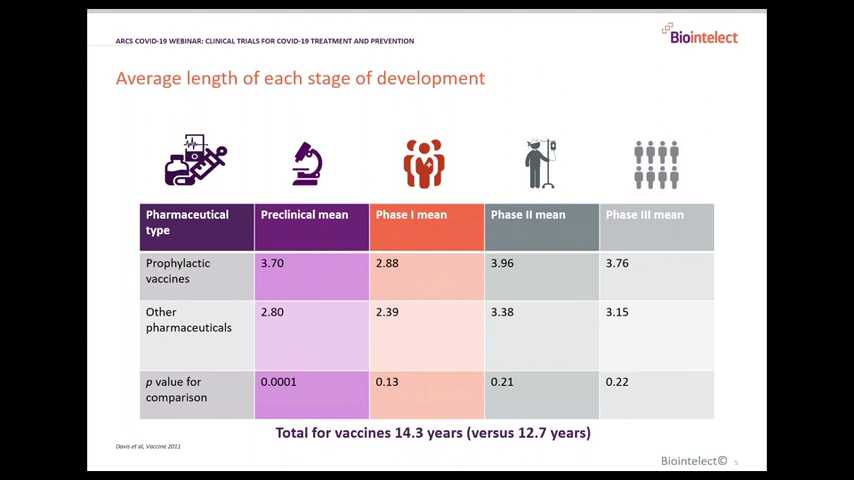 ARCS COVID-19 WEBINAR: CLINICAL TRIALS FOR COVID-19 TREATMENT AND PREVENTION
Biointelect
Average length of each stage of development
Pharmaceutical type
Preclinical mean
Phase I mean
Phase II mean
Phase III mean
Prophylactic vaccines
3.70
2.88
3.96
3.76
Other pharmaceuticals
2.80
2.39
3.38
3.15
p value for comparison
0.0001
0.13
0.21
0.22
Total for vaccines 14.3 years (versus 12.7 years)
Davis et al, Vaccine 2011
Biointelect©
5